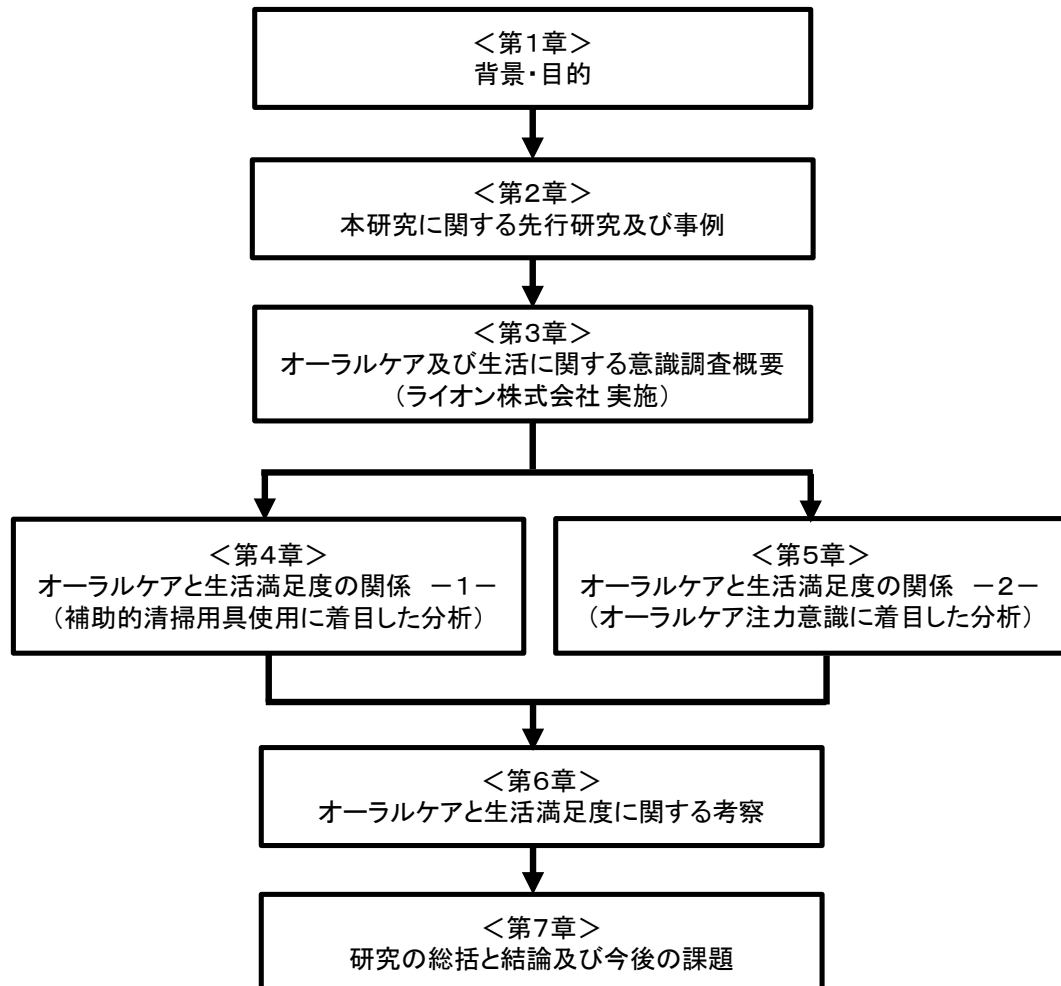 ＜第１章＞
背景・目的
＜第２章＞
本研究に関する先行研究及び事例
＜第３章＞
オーラルケア及び生活に関する意識調査概要
（ライオン株式会社 実施）
＜第４章＞
オーラルケアと生活満足度の関係　－１－
（補助的清掃用具使用に着目した分析）
＜第５章＞
オーラルケアと生活満足度の関係　－２－
（オーラルケア注力意識に着目した分析）
＜第６章＞
オーラルケアと生活満足度に関する考察
＜第７章＞
研究の総括と結論及び今後の課題